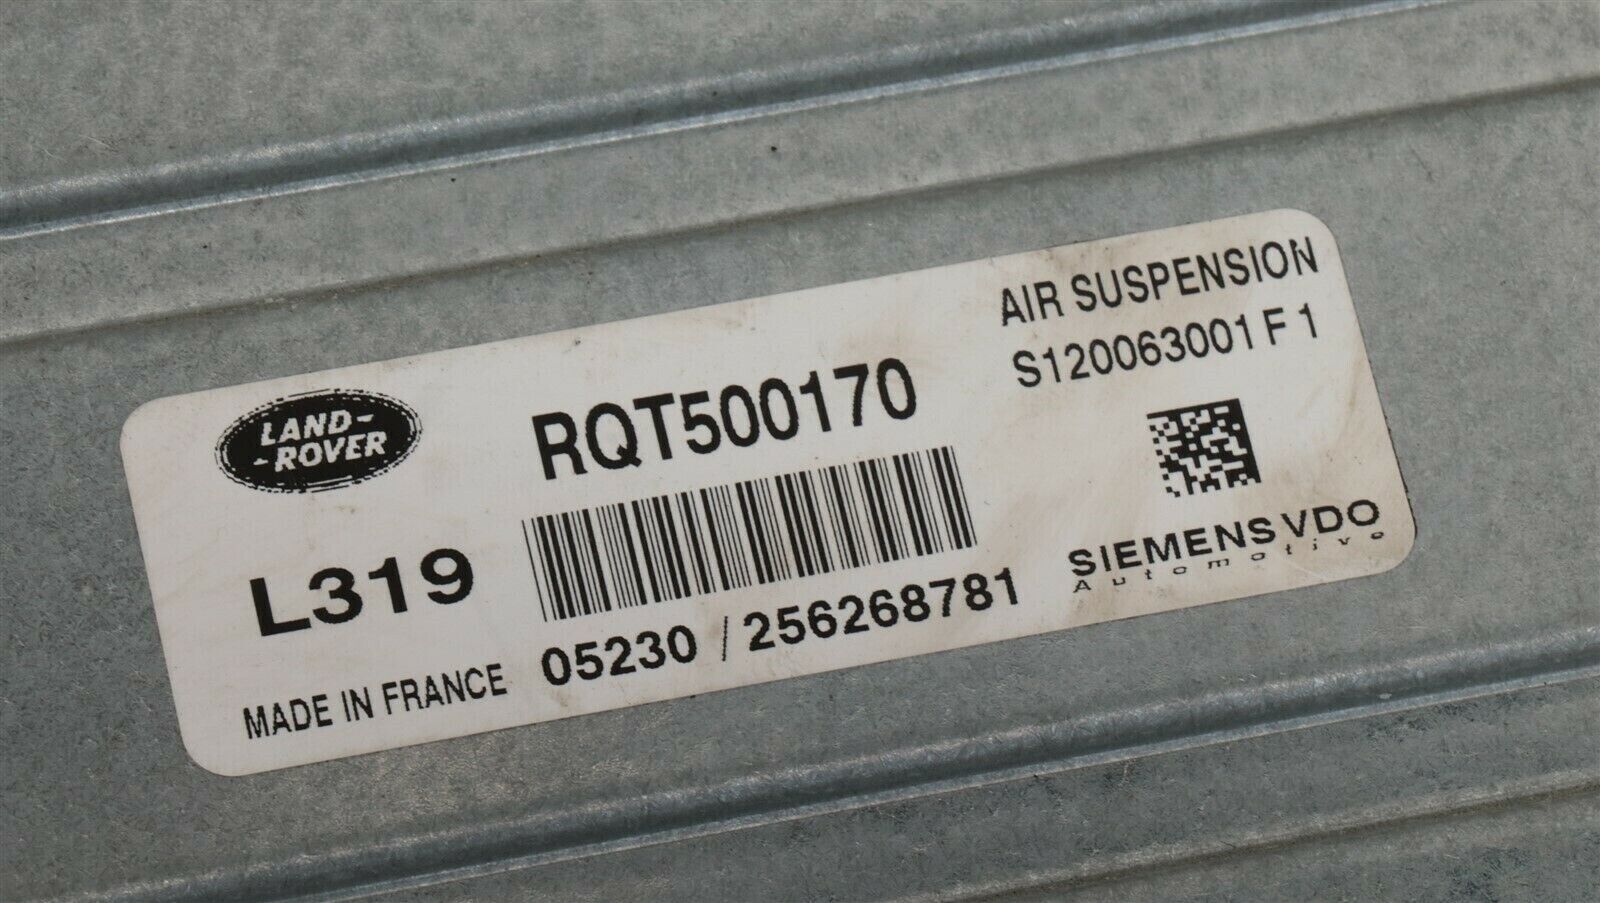 AIR SUSPENSION
S120063001 F 1
LAND-
-ROVER
RQT500170
L319
SIEMENS VDO
Automotive
05230 / 256268781
MADE IN FRANCE